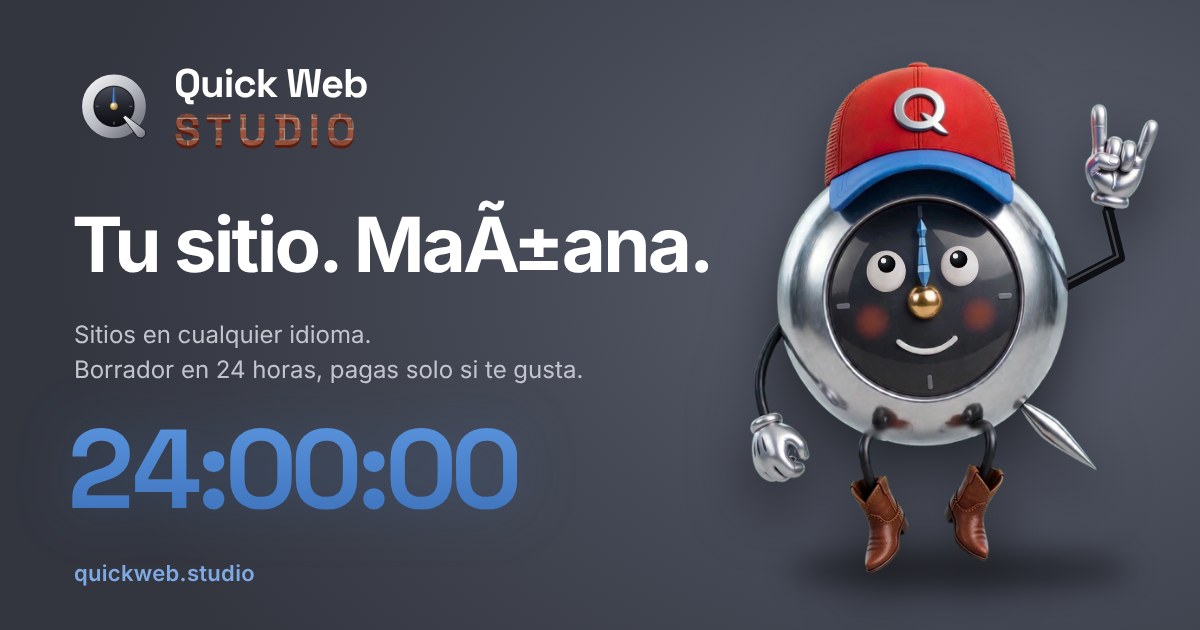 Quick Web
STUDIO
Q
Tu sitio. MaÃ±ana.
Sitios en cualquier idioma.
Borrador en 24 horas, pagas solo si te gusta.
24:00:00
quickweb.studio